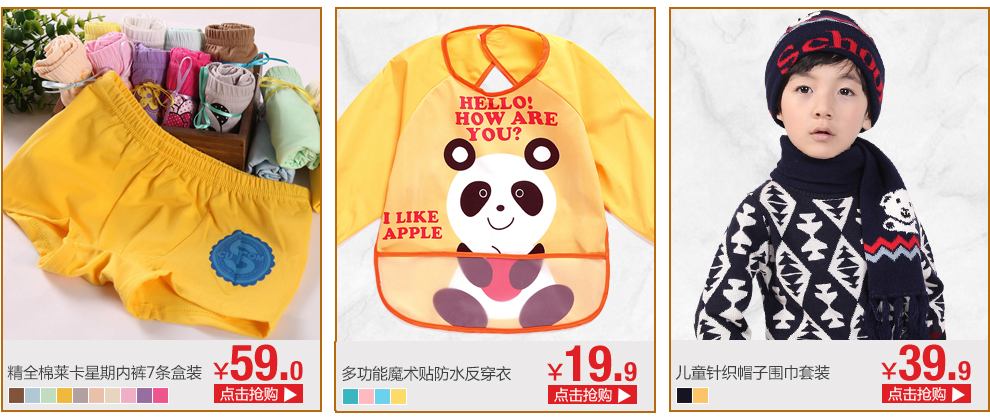 精全棉莱卡星期内裤7条盒装
¥59.0
点击抢购
HELLO!
HOW ARE
YOU?
I LIKE
APPLE
多功能魔术贴防水反穿衣
¥19.9
点击抢购
School
儿童针织帽子围巾套装
¥39.9
点击抢购